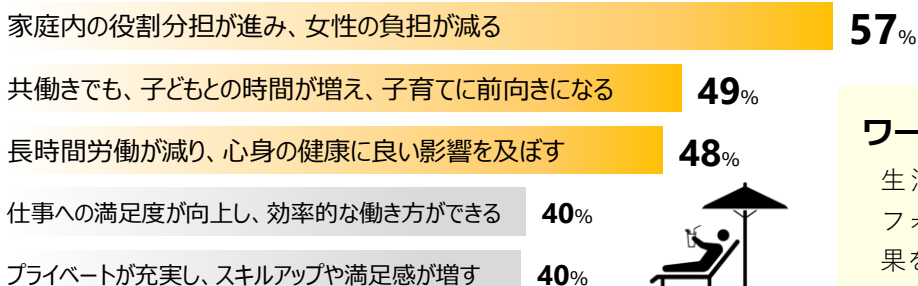 家庭内の役割分担が進み、女性の負担が減る 57%
共働きでも、子どもとの時間が増え、子育てに前向きになる 49%
長時間労働が減り、心身の健康に良い影響を及ぼす 48%
仕事への満足度が向上し、効率的な働き方ができる 40%
プライベートが充実し、スキルアップや満足感が増す 40%
ワー
生活
フォ
果を